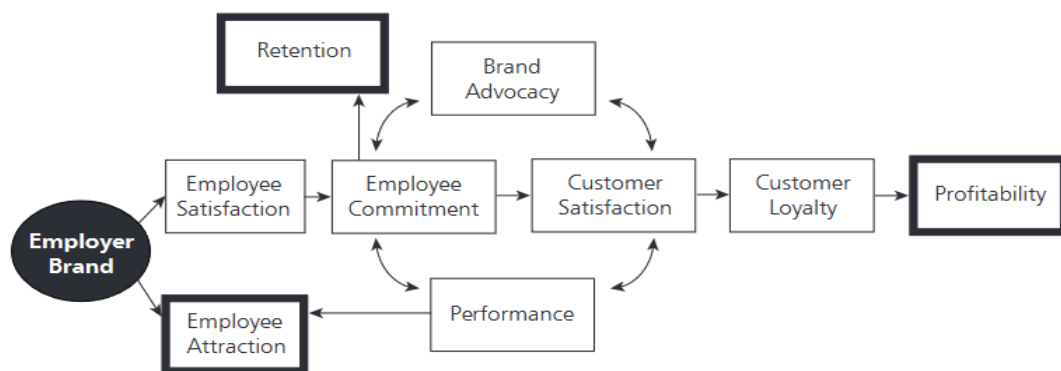 Retention
Brand
Advocacy
Employee
Satisfaction
Employee
Commitment
Customer
Satisfaction
Customer
Loyalty
Profitability
Employer
Brand
Employee
Attraction
Performance